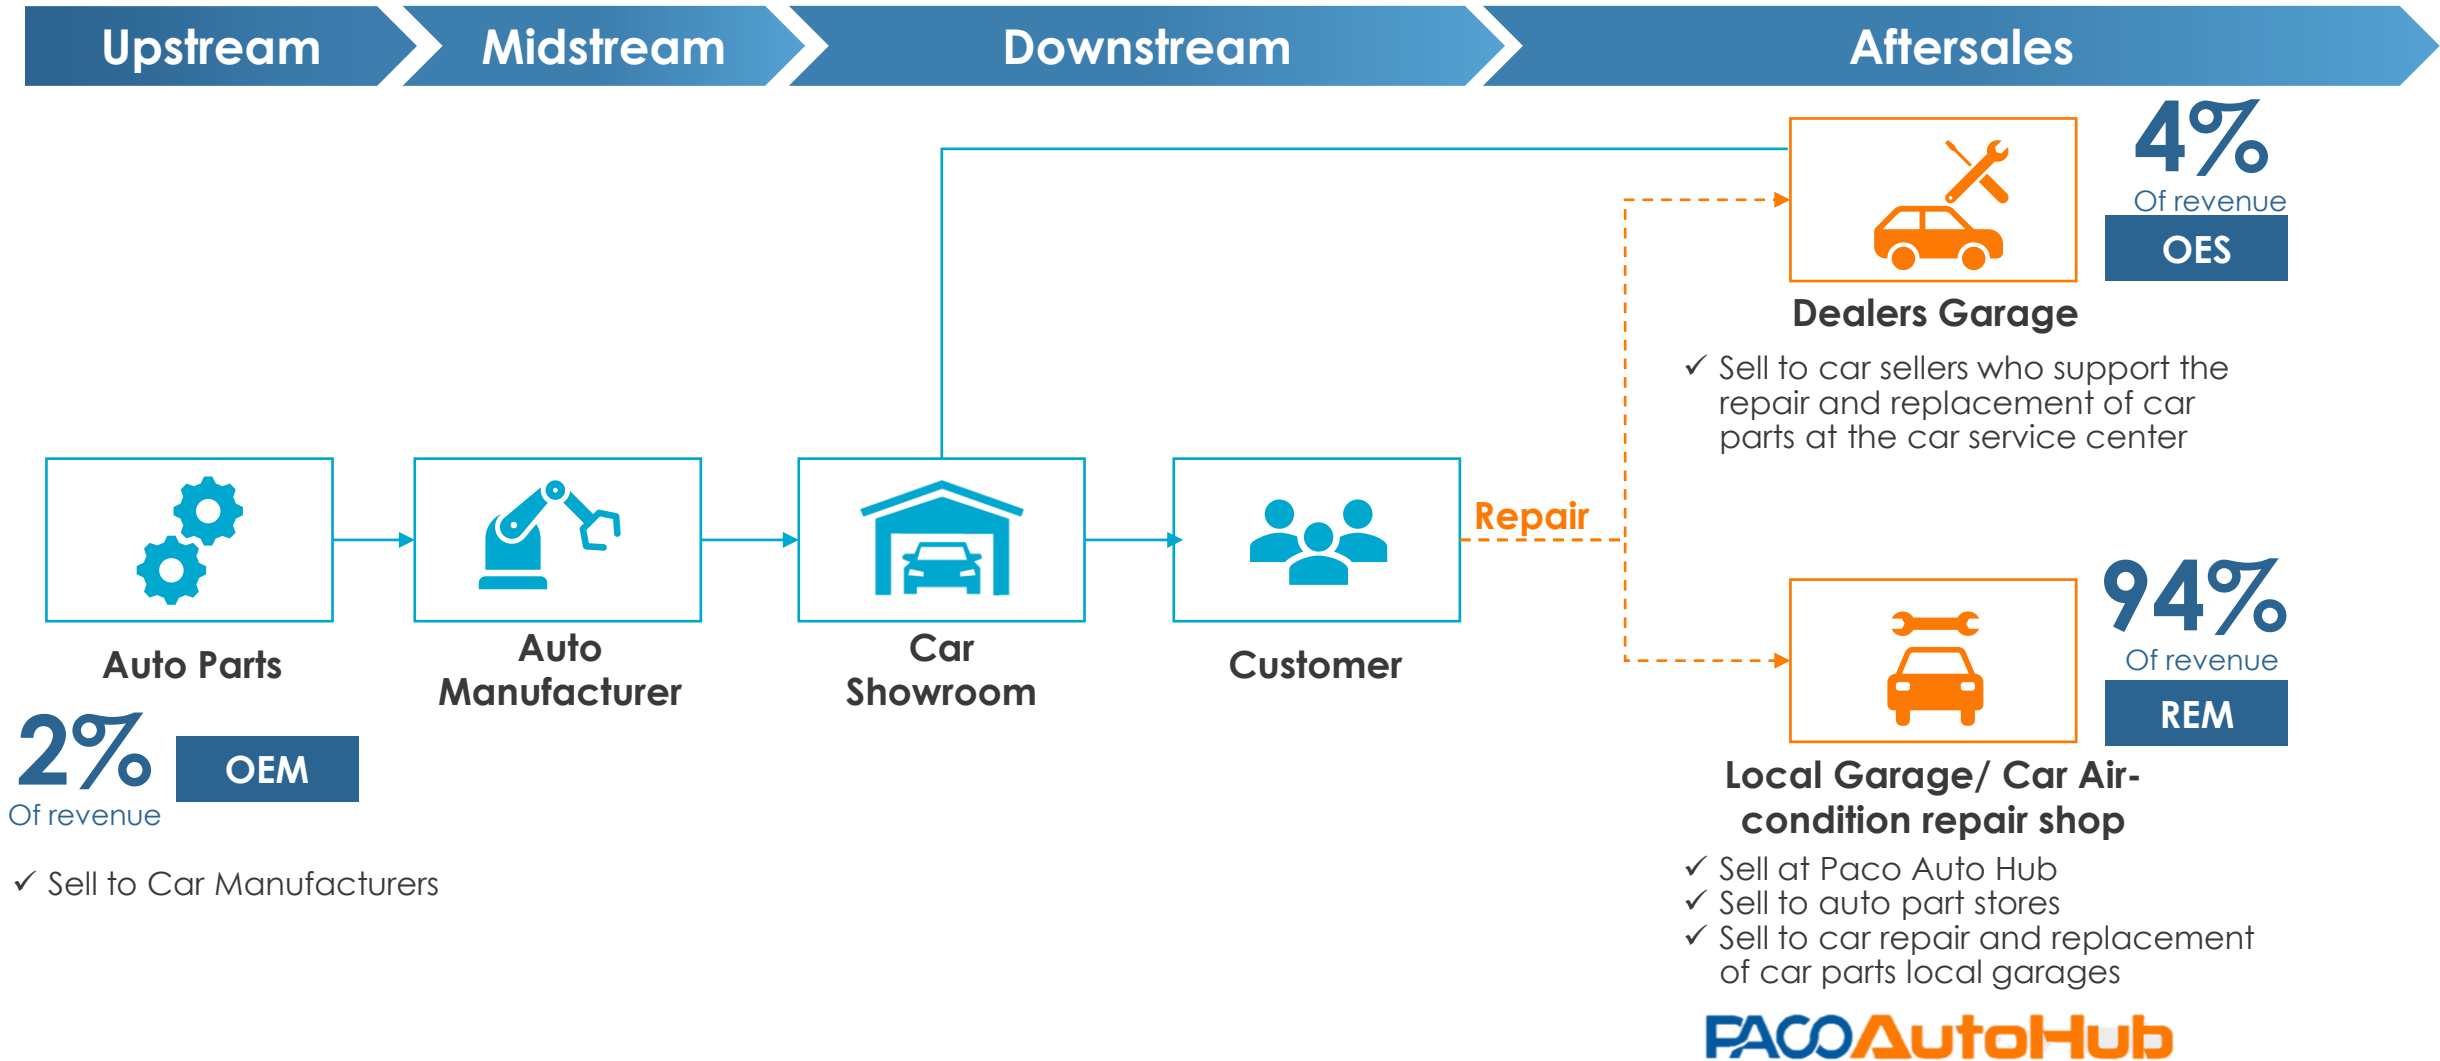 Upstream
Midstream
Downstream
Aftersales
4%
Of revenue
OES
Dealers Garage
✓ Sell to car sellers who support the
repair and replacement of car
parts at the car service center
Repair
Auto Parts
Auto
Manufacturer
Car
Showroom
Customer
2%
Of revenue
OEM
✓ Sell to Car Manufacturers
94%
Of revenue
REM
Local Garage/ Car Air-
condition repair shop
✓ Sell at Paco Auto Hub
✓ Sell to auto part stores
✓ Sell to car repair and replacement
of car parts local garages
PACO AutoHub